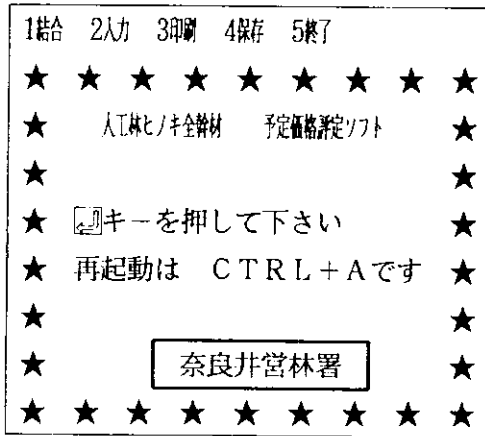 1結合 2入力 3印刷 4保存 5終了
★ ★ ★ ★ ★ ★ ★ ★ ★
★ 人工林ヒノキ全幹材 予定価格評定ソフト ★
★ ★
★ ⏎キーを押して下さい ★
★ 再起動は CTRL+Aです ★
★ ★
★ 奈良井営林署 ★
★ ★ ★ ★ ★ ★ ★ ★ ★